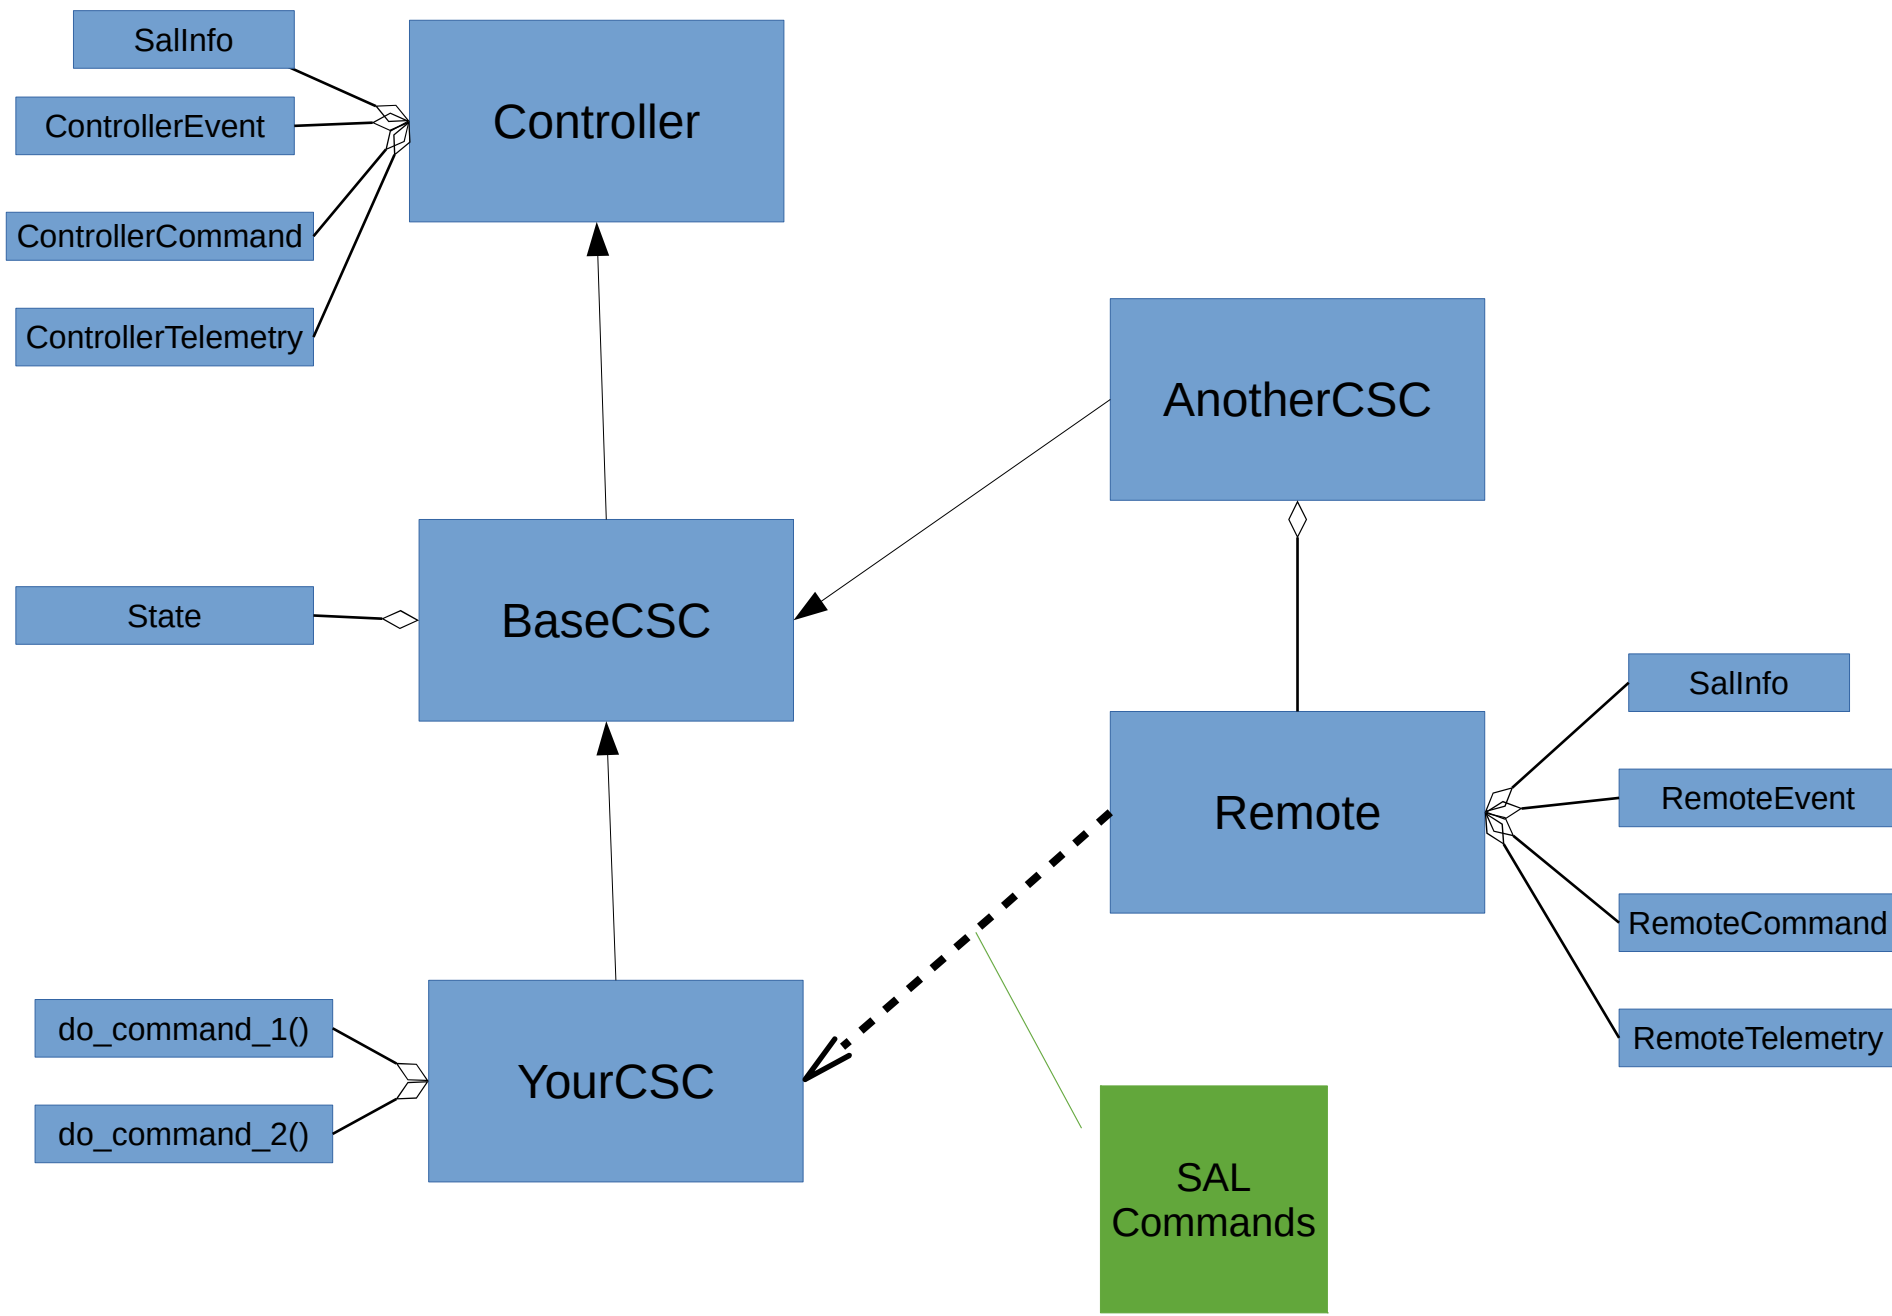 SalInfo
Controller
ControllerEvent
ControllerCommand
ControllerTelemetry
AnotherCSC
State
BaseCSC
SalInfo
Remote
RemoteEvent
RemoteCommand
RemoteTelemetry
do_command_1()
YourCSC
do_command_2()
SAL
Commands